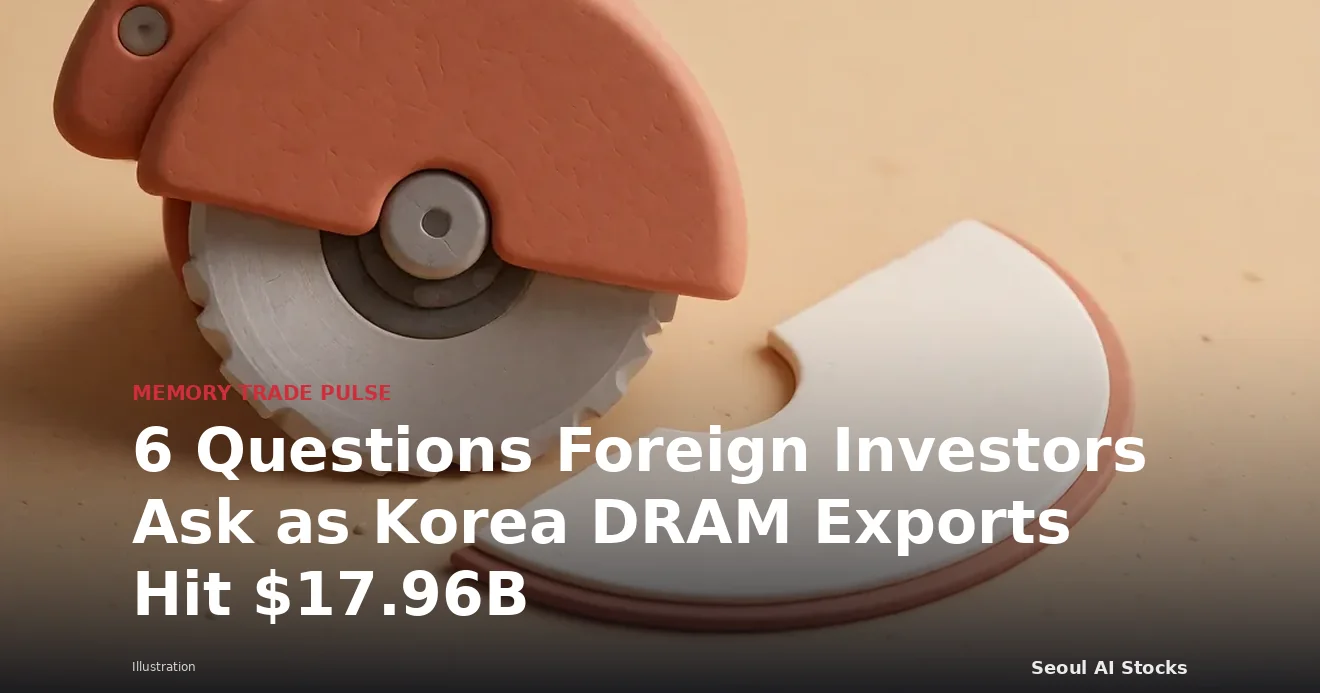 MEMORY TRADE PULSE
6 Questions Foreign Investors
Ask as Korea DRAM Exports
Hit $17.96B
Illustration
Seoul AI Stocks